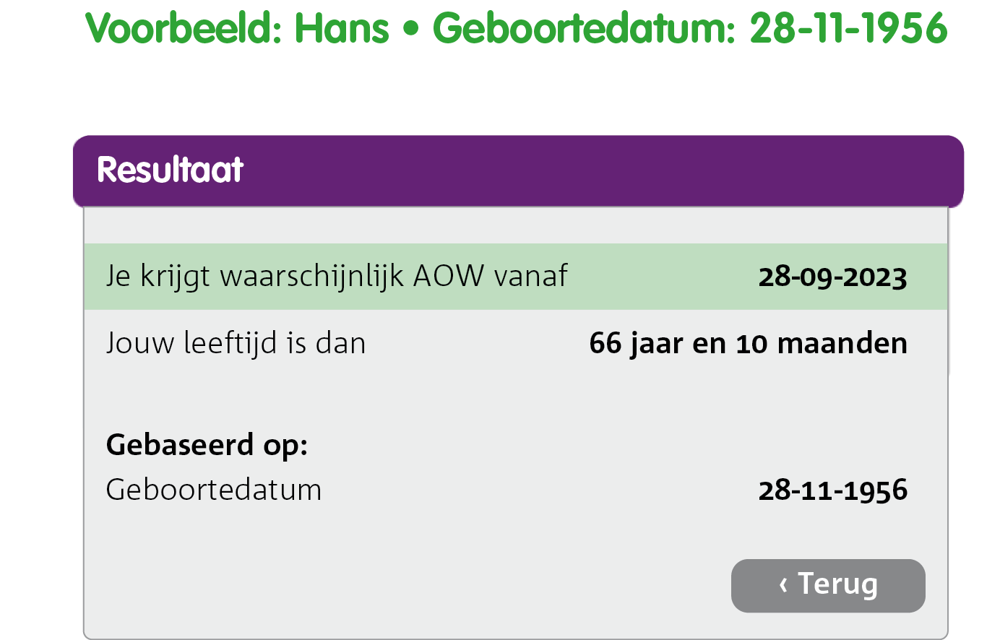 Voorbeeld: Hans • Geboortedatum: 28-11-1956
Resultaat
Je krijgt waarschijnlijk AOW vanaf 28-09-2023
Jouw leeftijd is dan 66 jaar en 10 maanden
Gebaseerd op:
Geboortedatum 28-11-1956
‹ Terug